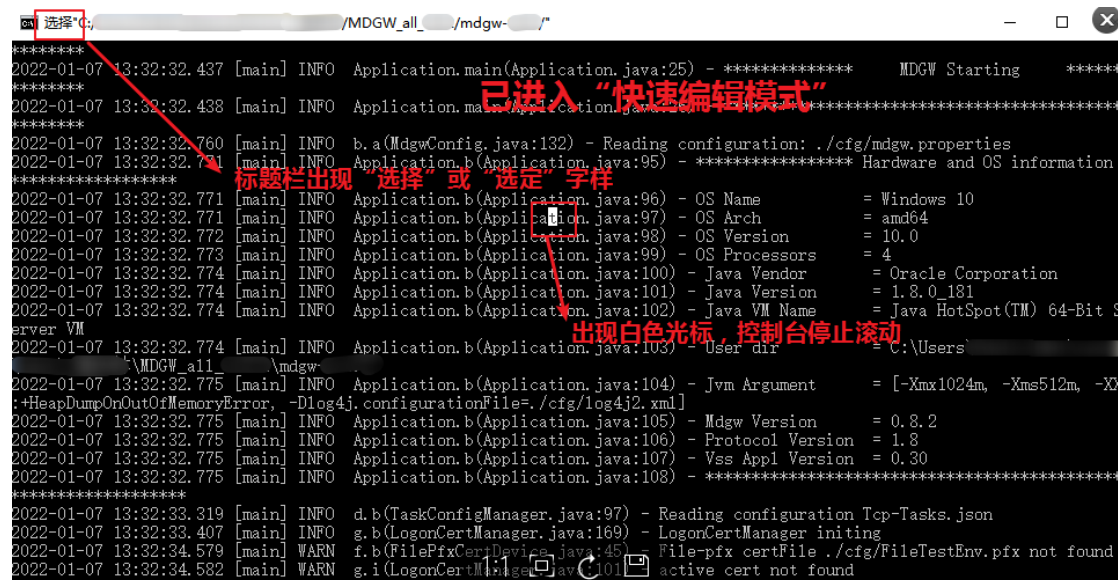 选择"C:/ /MDGW_all_ /mdgw- /"
********
2022-01-07 13:32:32.437 [main] INFO Application.main(Application.java:25) - *************** MDGW Starting ******
********
2022-01-07 13:32:32.438 [main] INFO Application.main(Application.java:26) - ****************************************
已进入“快速编辑模式”
********
2022-01-07 13:32:32.760 [main] INFO b.a(MdgwConfig.java:132) - Reading configuration: ./cfg/mdgw.properties
2022-01-07 13:32:32.771 [main] INFO Application.b(Application.java:95) - ***************** Hardware and OS information
******************
标题栏出现“选择”或“选定”字样
2022-01-07 13:32:32.771 [main] INFO Application.b(Application.java:96) - OS Name = Windows 10
2022-01-07 13:32:32.771 [main] INFO Application.b(Application.java:97) - OS Arch = amd64
2022-01-07 13:32:32.772 [main] INFO Application.b(Application.java:98) - OS Version = 10.0
2022-01-07 13:32:32.773 [main] INFO Application.b(Application.java:99) - OS Processors = 4
2022-01-07 13:32:32.774 [main] INFO Application.b(Application.java:100) - Java Vendor = Oracle Corporation
2022-01-07 13:32:32.774 [main] INFO Application.b(Application.java:101) - Java Version = 1.8.0_181
2022-01-07 13:32:32.774 [main] INFO Application.b(Application.java:102) - Java VM Name = Java HotSpot(TM) 64-Bit S
erver VM
出现白色光标，控制台停止滚动
2022-01-07 13:32:32.774 [main] INFO Application.b(Application.java:103) - User dir = C:\Users
\MDGW_all_ \mdgw-
2022-01-07 13:32:32.775 [main] INFO Application.b(Application.java:104) - Jvm Argument = [-Xmx1024m, -Xms512m, -XX
:+HeapDumpOnOutOfMemoryError, -Dlog4j.configurationFile=./cfg/log4j2.xml]
2022-01-07 13:32:32.775 [main] INFO Application.b(Application.java:105) - Mdgw Version = 0.8.2
2022-01-07 13:32:32.775 [main] INFO Application.b(Application.java:106) - Protocol Version = 1.8
2022-01-07 13:32:32.775 [main] INFO Application.b(Application.java:107) - Vss Appl Version = 0.30
2022-01-07 13:32:32.775 [main] INFO Application.b(Application.java:108) - ******************************************
*******************
2022-01-07 13:32:33.319 [main] INFO d.b(TaskConfigManager.java:97) - Reading configuration Tcp-Tasks.json
2022-01-07 13:32:33.407 [main] INFO g.b(LogonCertManager.java:169) - LogonCertManager initing
2022-01-07 13:32:34.579 [main] WARN f.b(FilePfxCertDevice.java:45) - File-pfx certFile ./cfg/FileTestEnv.pfx not found
2022-01-07 13:32:34.582 [main] WARN g.i(LogonCertManager.java:101) - active cert not found
1:1